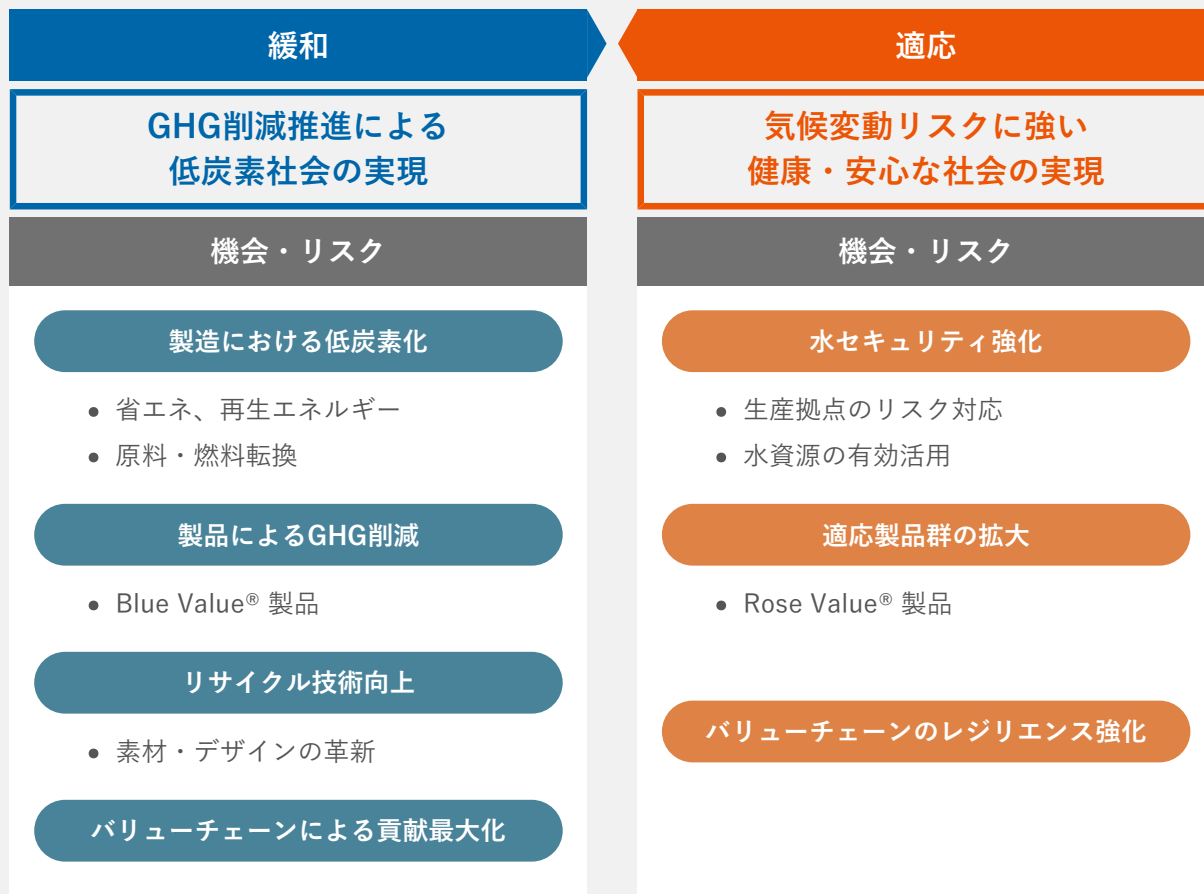 緩和
GHG削減推進による
低炭素社会の実現
機会・リスク
製造における低炭素化
● 省エネ、再生エネルギー
● 原料・燃料転換
製品によるGHG削減
● Blue Value® 製品
リサイクル技術向上
● 素材・デザインの革新
バリューチェーンによる貢献最大化
適応
気候変動リスクに強い
健康・安心な社会の実現
機会・リスク
水セキュリティ強化
● 生産拠点のリスク対応
● 水資源の有効活用
適応製品群の拡大
● Rose Value® 製品
バリューチェーンのレジリエンス強化